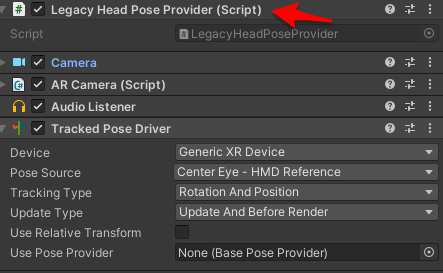 Legacy Head Pose Provider (Script)
Script LegacyHeadPoseProvider
Camera
AR Camera (Script)
Audio Listener
Tracked Pose Driver
Device Generic XR Device
Pose Source Center Eye - HMD Reference
Tracking Type Rotation And Position
Update Type Update And Before Render
Use Relative Transform
Use Pose Provider None (Base Pose Provider)